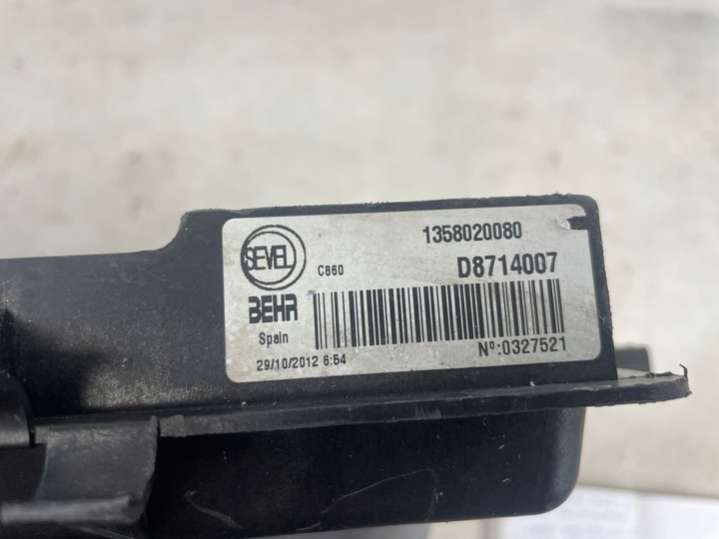 SEVEL
1358020080
C860
D8714007
BEHR
Spain
29/10/2012 6:54
Nº:0327521